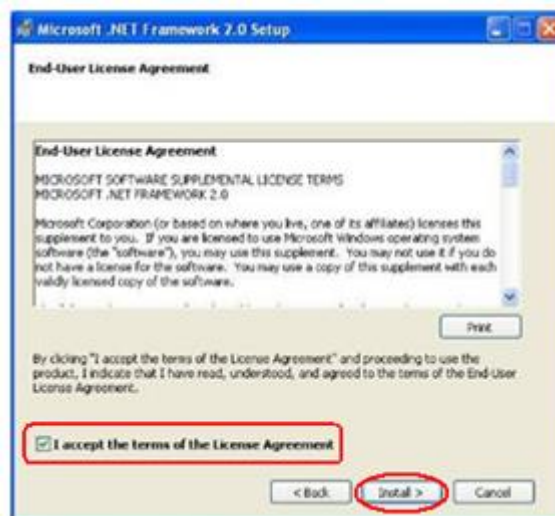 Microsoft .NET Framework 2.0 Setup
End-User License Agreement
End-User License Agreement
MICROSOFT SOFTWARE SUPPLEMENTAL LICENSE TERMS
MICROSOFT .NET FRAMEWORK 2.0
Microsoft Corporation (or based on where you live, one of its affiliates) licenses this
supplement to you. If you are licensed to use Microsoft Windows operating system
software (the "software"), you may use this supplement. You may not use it if you do
not have a license for the software. You may use a copy of this supplement with each
validly licensed copy of the software.
Print
By clicking "I accept the terms of the License Agreement" and proceeding to use the
product, I indicate that I have read, understood, and agreed to the terms of the End-User
License Agreement.
I accept the terms of the License Agreement
< Back
Install >
Cancel